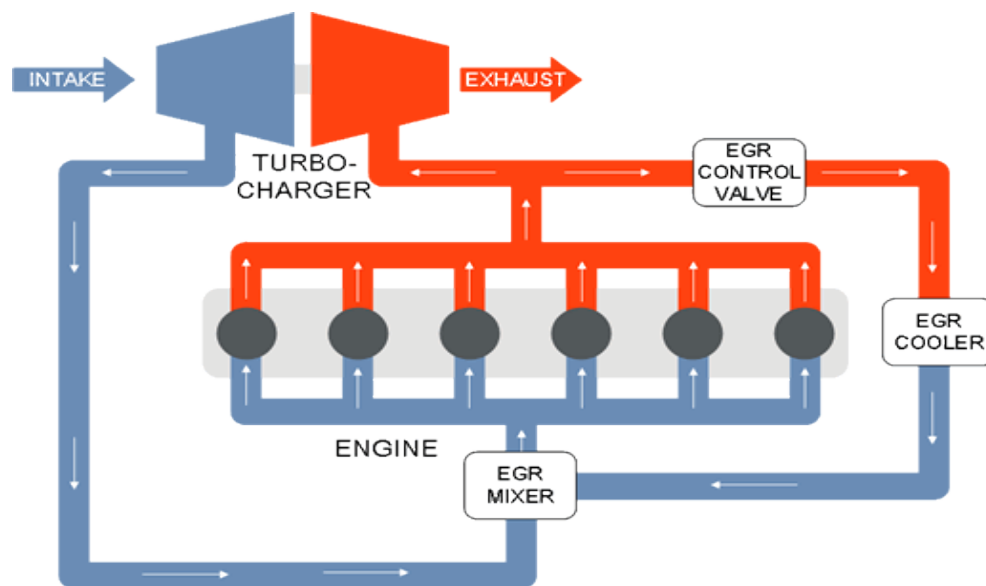 INTAKE
EXHAUST
TURBO-
CHARGER
EGR
CONTROL
VALVE
EGR
COOLER
ENGINE
EGR
MIXER